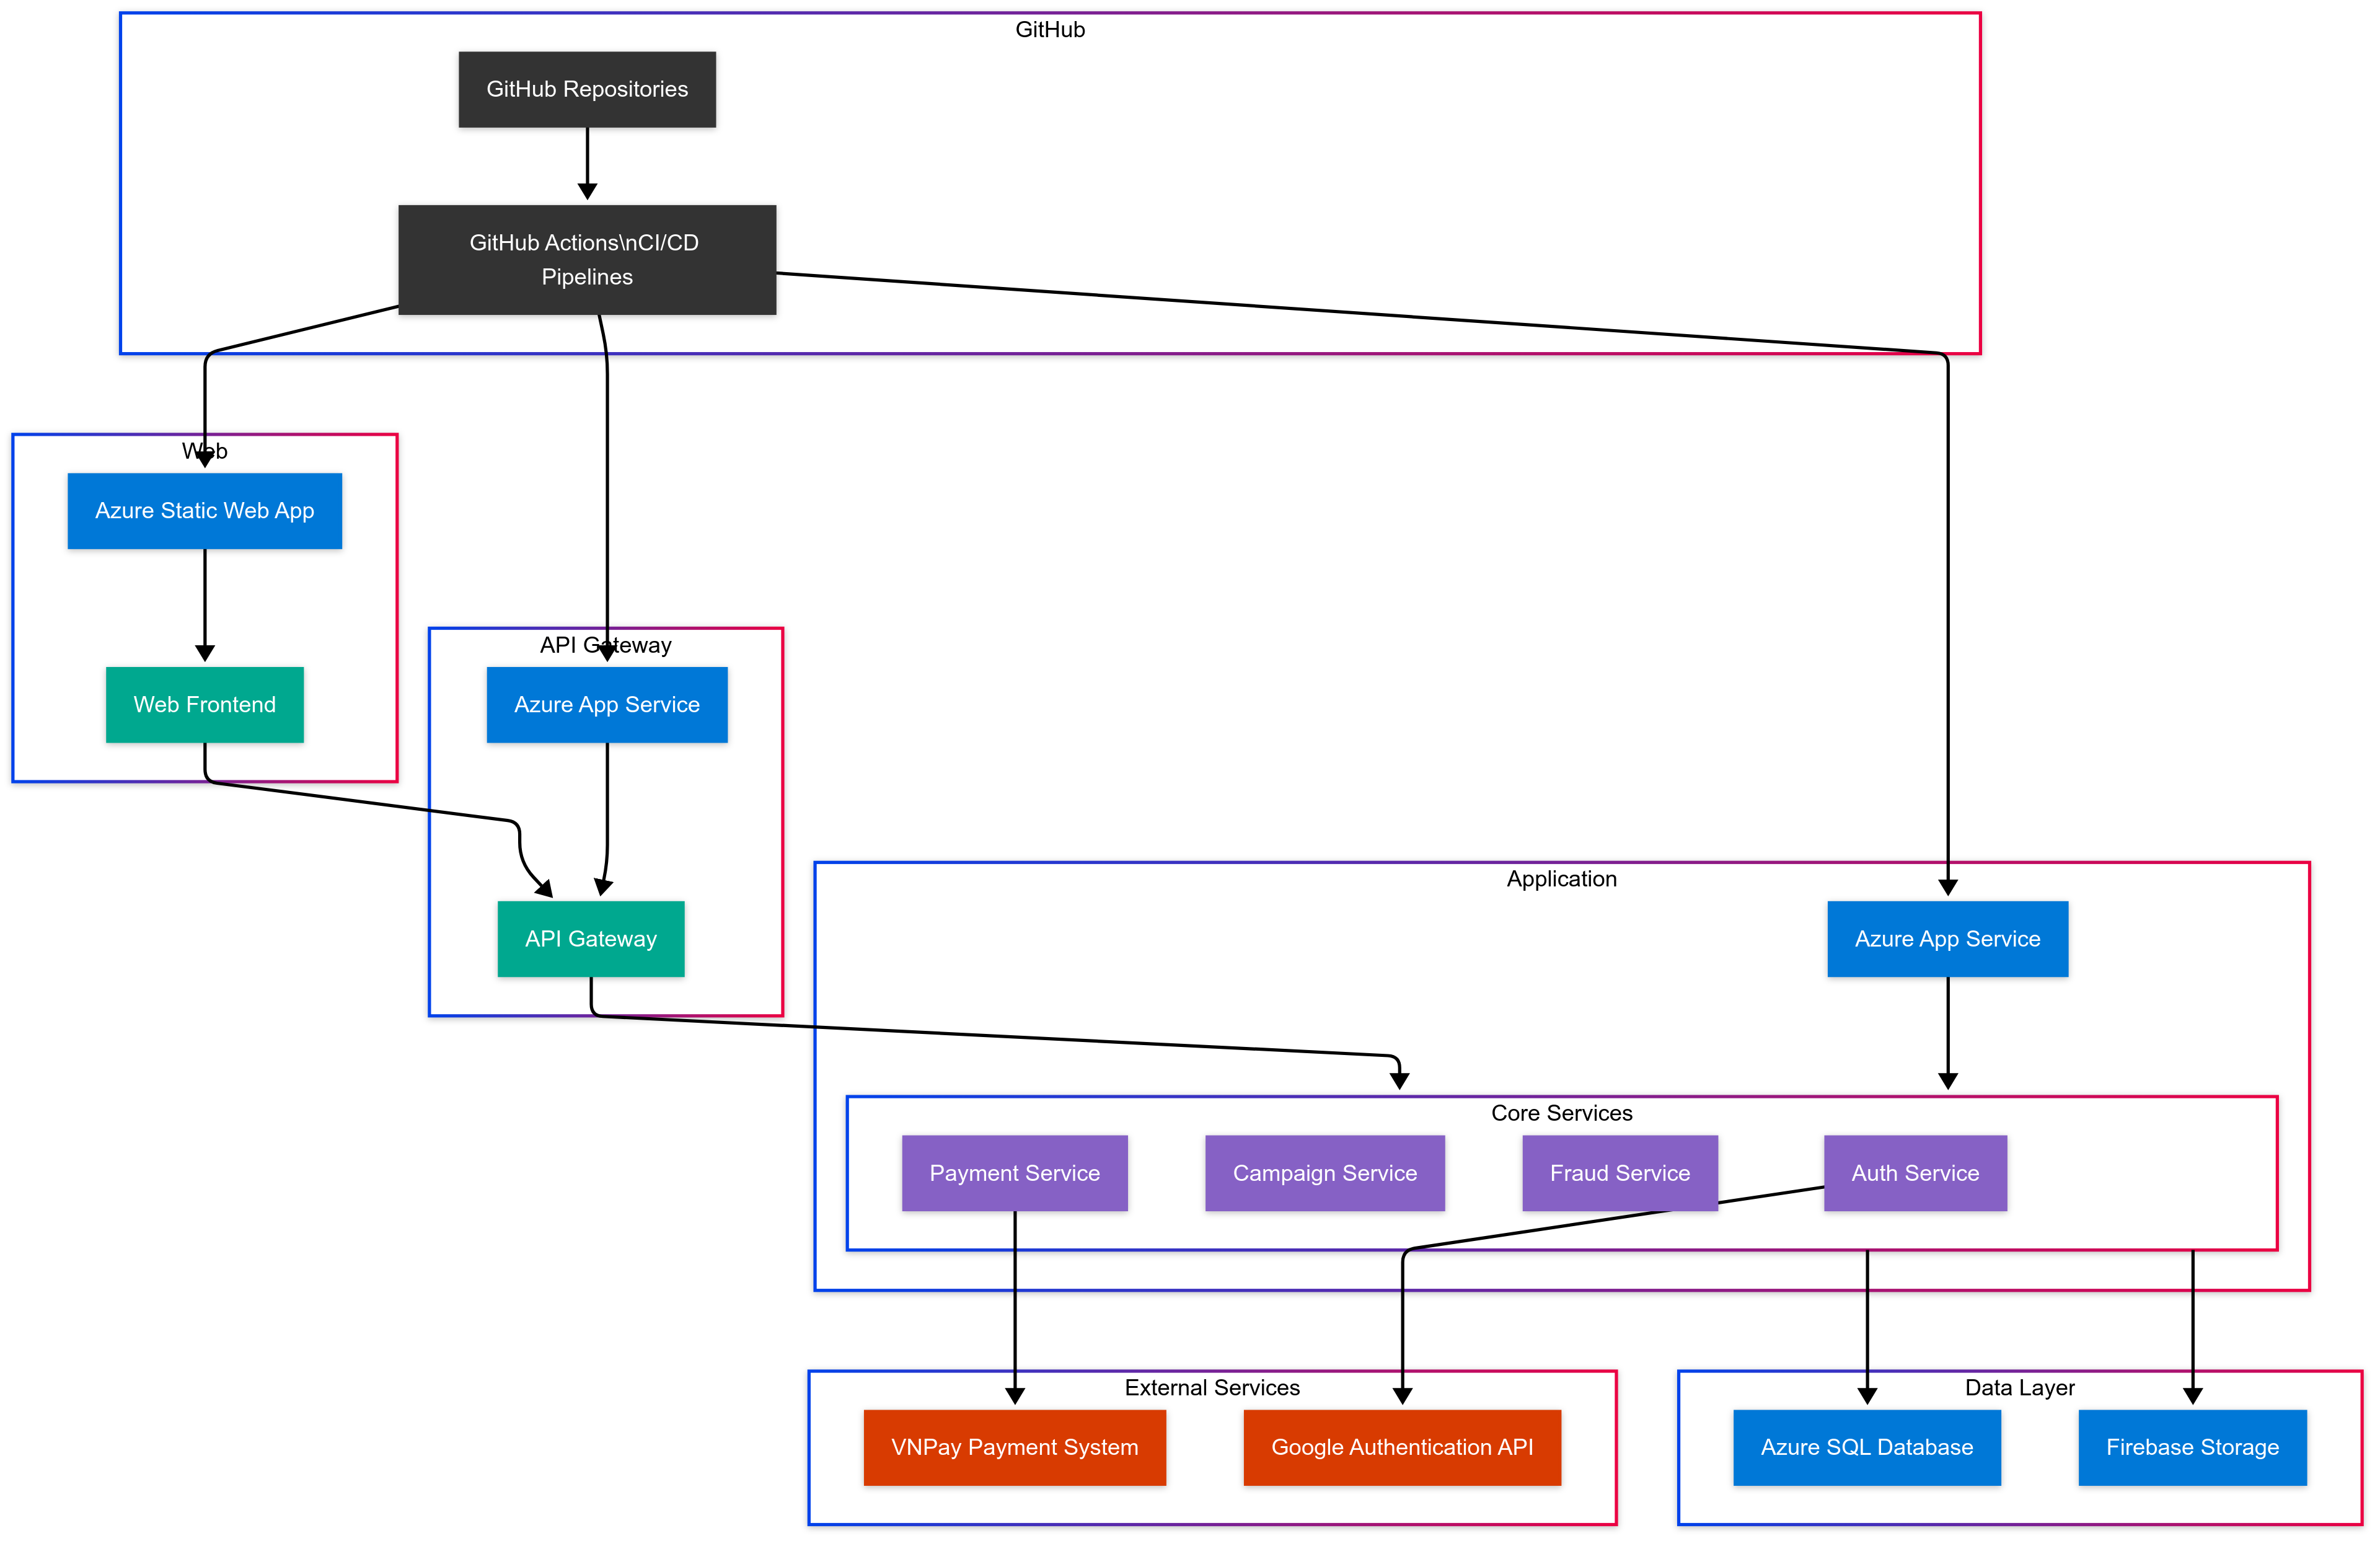 GitHub
GitHub Repositories
GitHub Actions\nCI/CD
Pipelines
Web
Azure Static Web App
API Gateway
Web Frontend
Azure App Service
Application
API Gateway
Azure App Service
Core Services
Payment Service
Campaign Service
Fraud Service
Auth Service
External Services
Data Layer
VNPay Payment System
Google Authentication API
Azure SQL Database
Firebase Storage